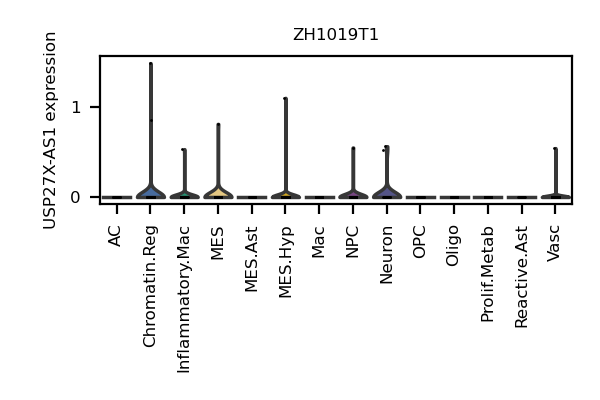 ZH1019T1
USP27X-AS1 expression
1
0
AC
Chromatin.Reg
Inflammatory.Mac
MES
MES.Ast
MES.Hyp
Mac
NPC
Neuron
OPC
Oligo
Prolif.Metab
Reactive.Ast
Vasc